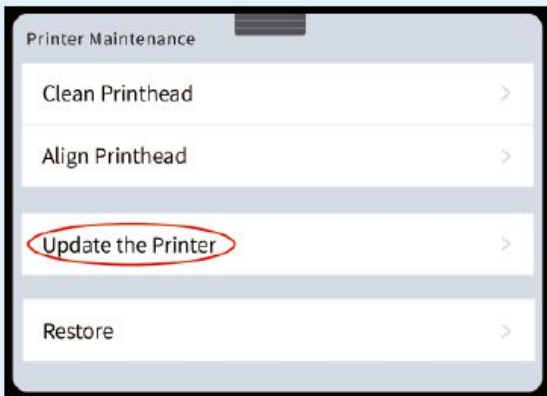 Printer Maintenance
Clean Printhead
Align Printhead
Update the Printer
Restore